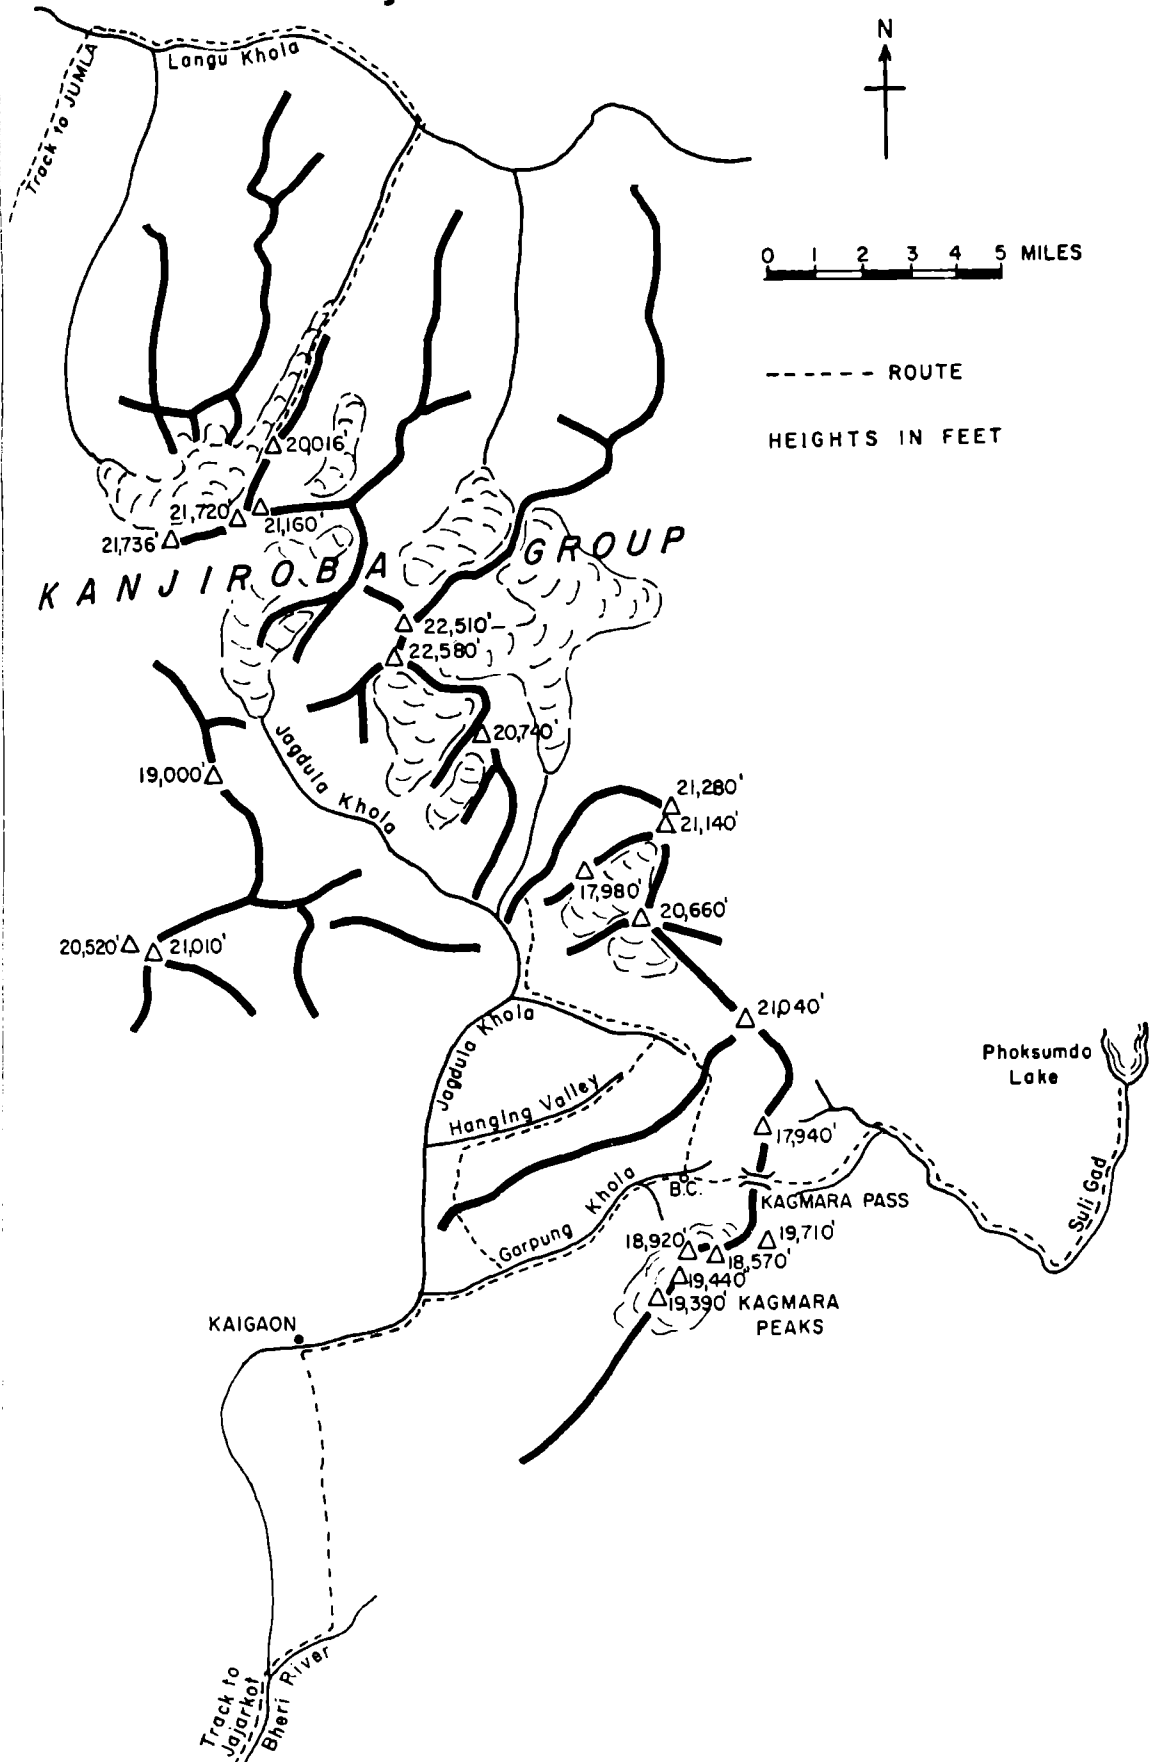 N
Langu Khola
Track to JUMLA
0 1 2 3 4 5 MILES
ROUTE
HEIGHTS IN FEET
20,016'
21,720'
21,160'
21,736'
KANJIROBA GROUP
22,510'
22,580'
20,740'
19,000'
Jagdula Khola
21,280'
21,140'
17,980'
20,660'
20,520'
21,010'
21,040'
Jagdula Khola
Phoksumdo
Lake
Hanging Valley
17,940'
B.C.
KAGMARA PASS
Suli Gad
Garpung Khola
18,920'
19,710'
18,570'
19,440'
19,390'
KAGMARA
PEAKS
KAIGAON
Bheri River
Track to
Jajarkot